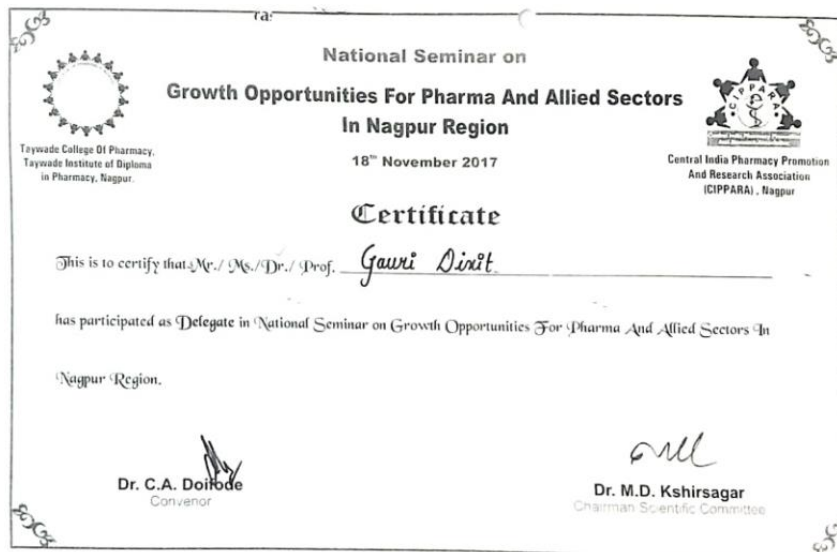 National Seminar on
Growth Opportunities For Pharma And Allied Sectors
In Nagpur Region
18th November 2017
Taywade College Of Pharmacy,
Taywade Institute of Diploma
in Pharmacy, Nagpur.
CIPPARA
Central India Pharmacy Promotion
And Research Association
(CIPPARA) , Nagpur
Certificate
This is to certify that Mr./ Ms./Dr./ Prof. Gauri Dixit
has participated as Delegate in National Seminar on Growth Opportunities For Pharma And Allied Sectors In
Nagpur Region.
Dr. C.A. Doifode
Convenor
Dr. M.D. Kshirsagar
Chairman Scientific Committee